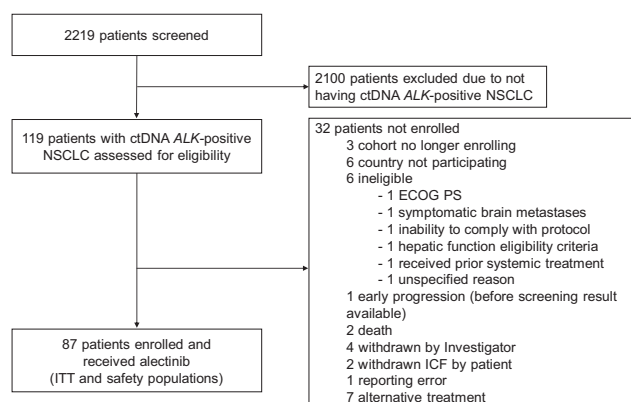 2219 patients screened
2100 patients excluded due to not
having ctDNA ALK-positive NSCLC
119 patients with ctDNA ALK-positive
NSCLC assessed for eligibility
32 patients not enrolled
3 cohort no longer enrolling
6 country not participating
6 ineligible
- 1 ECOG PS
- 1 symptomatic brain metastases
- 1 inability to comply with protocol
- 1 hepatic function eligibility criteria
- 1 received prior systemic treatment
- 1 unspecified reason
1 early progression (before screening result
available)
2 death
4 withdrawn by Investigator
2 withdrawn ICF by patient
1 reporting error
7 alternative treatment
87 patients enrolled and
received alectinib
(ITT and safety populations)